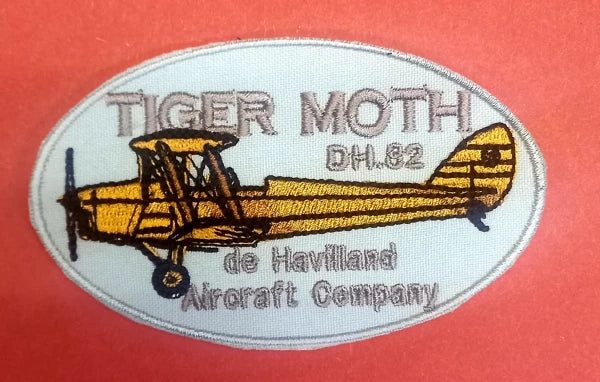 TIGER MOTH
DH.82
de Havilland
Aircraft Company